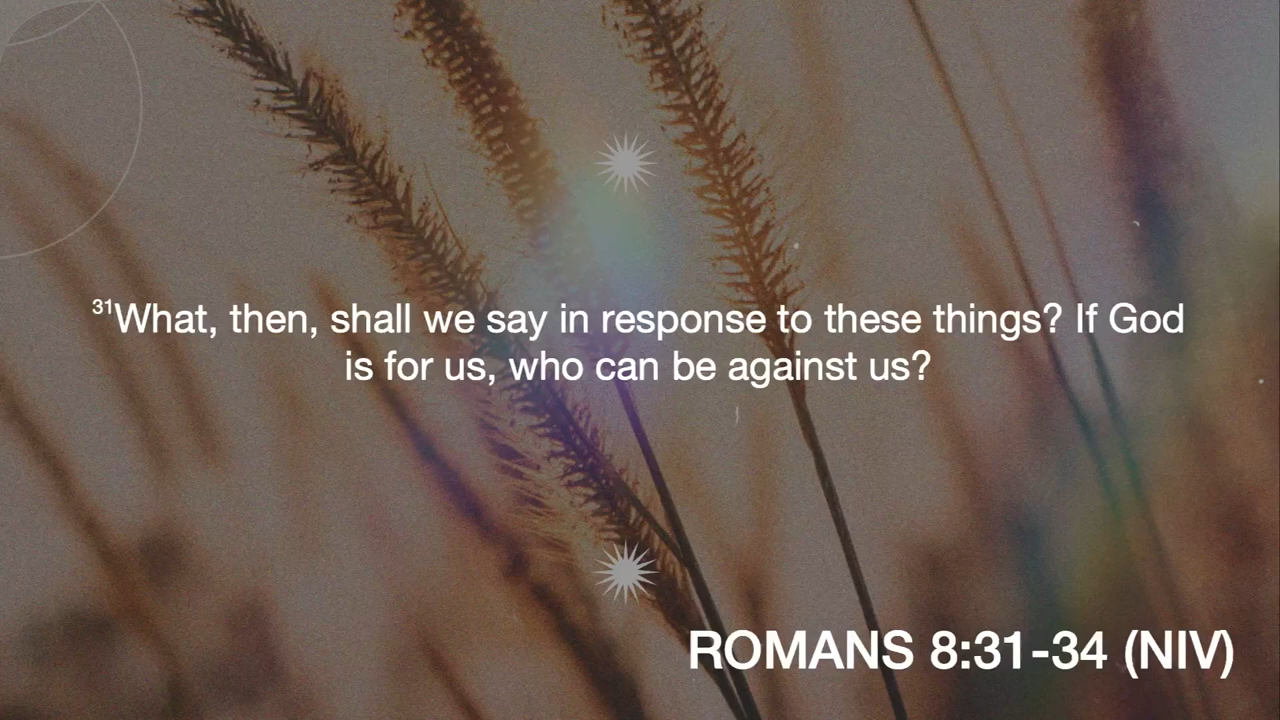 ³¹What, then, shall we say in response to these things? If God
is for us, who can be against us?
ROMANS 8:31-34 (NIV)